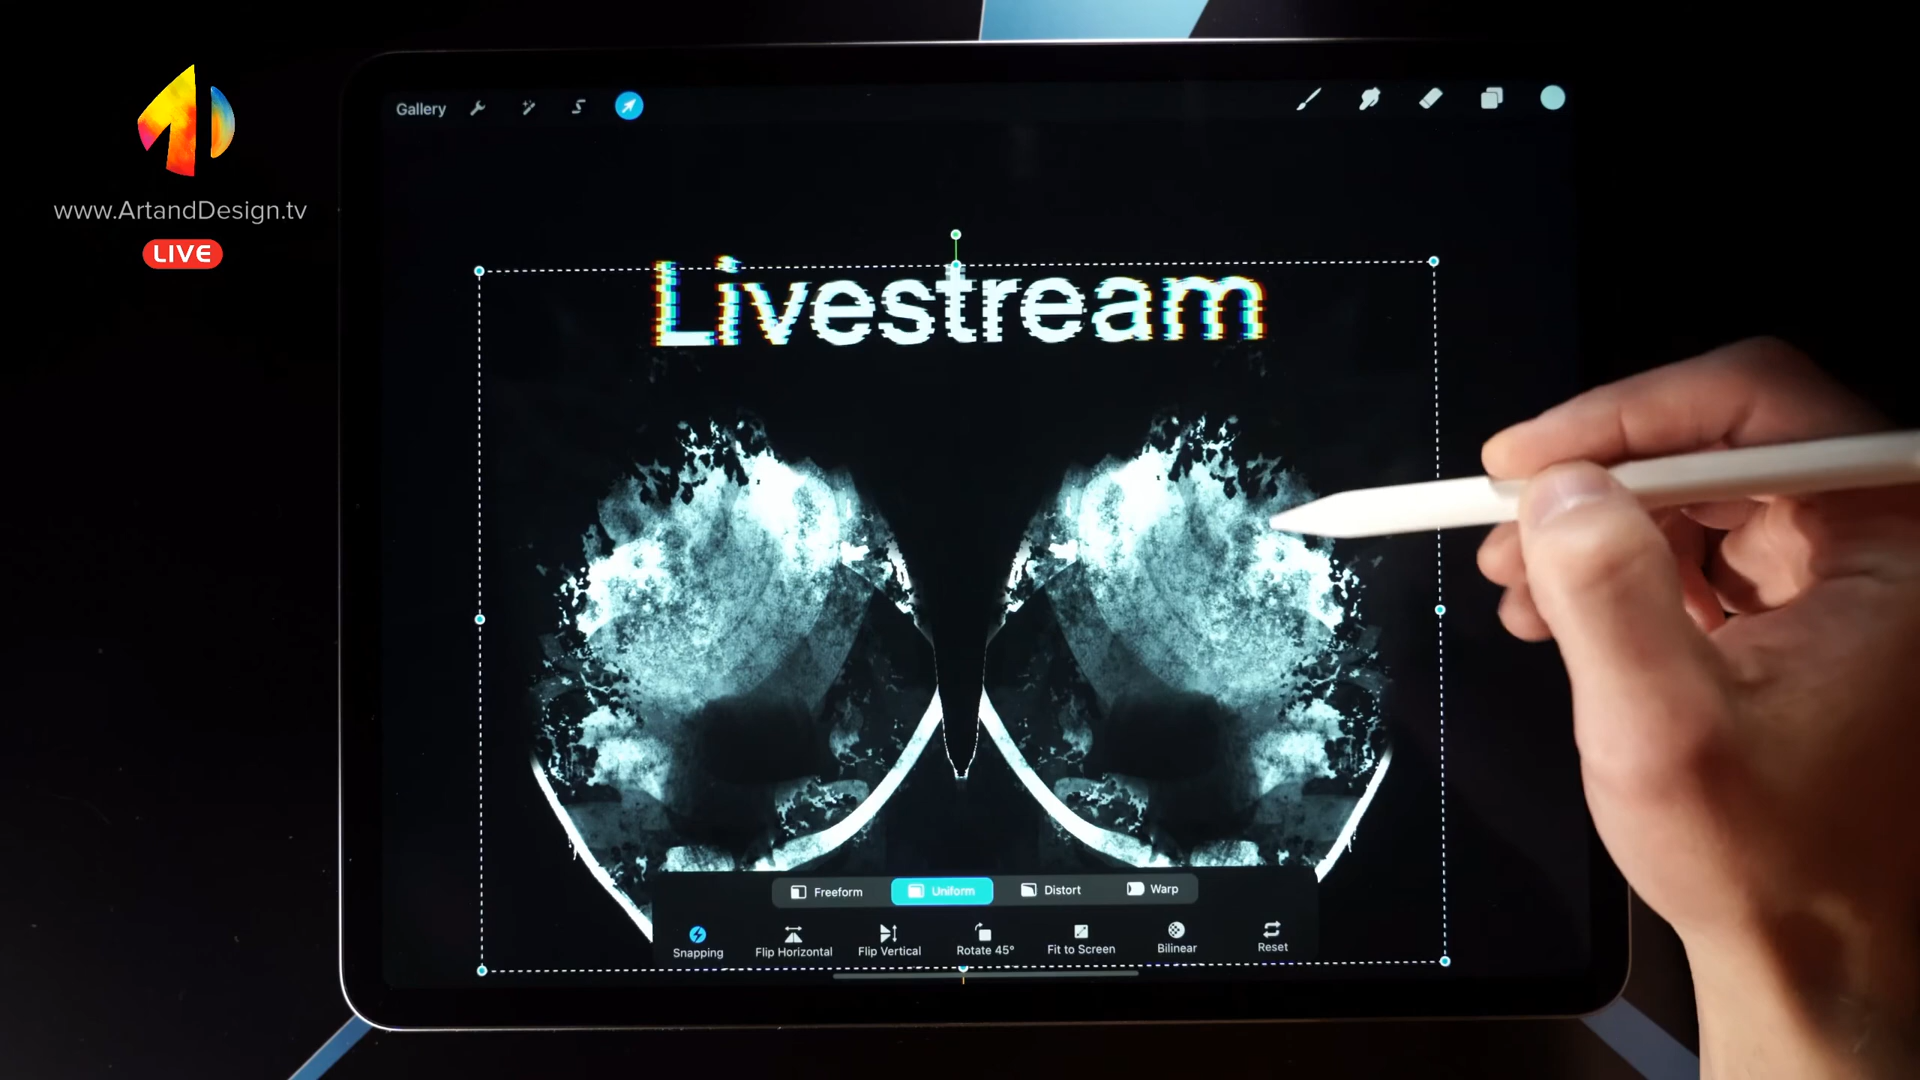 www.ArtandDesign.tv
LIVE
Gallery
Livestream
Freeform
Uniform
Distort
Warp
Snapping
Flip Horizontal
Flip Vertical
Rotate 45°
Fit to Screen
Bilinear
Reset